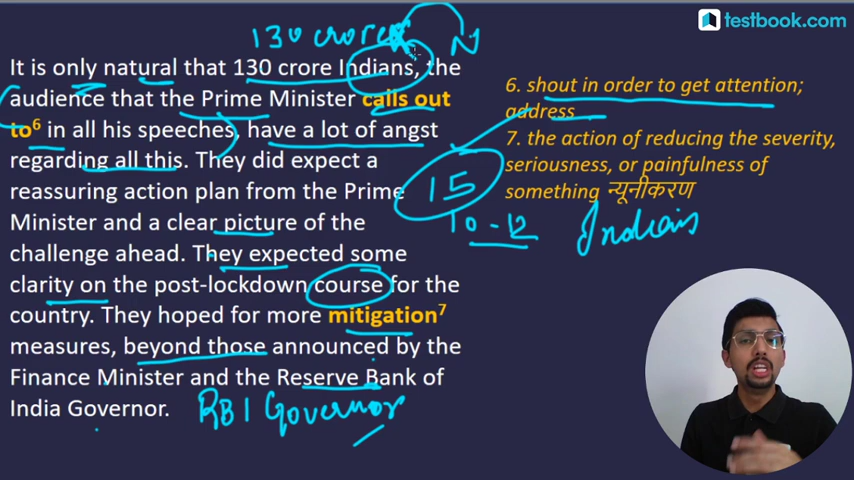 testbook.com
130 crore
N
It is only natural that 130 crore Indians, the
audience that the Prime Minister calls out
to6 in all his speeches, have a lot of angst
regarding all this. They did expect a
reassuring action plan from the Prime
Minister and a clear picture of the
challenge ahead. They expected some
clarity on the post-lockdown course for the
country. They hoped for more mitigation7
measures, beyond those announced by the
Finance Minister and the Reserve Bank of
India Governor.
RBI Governor
6. shout in order to get attention;
address
7. the action of reducing the severity,
seriousness, or painfulness of
something न्यूनीकरण
15
10-12
Indians